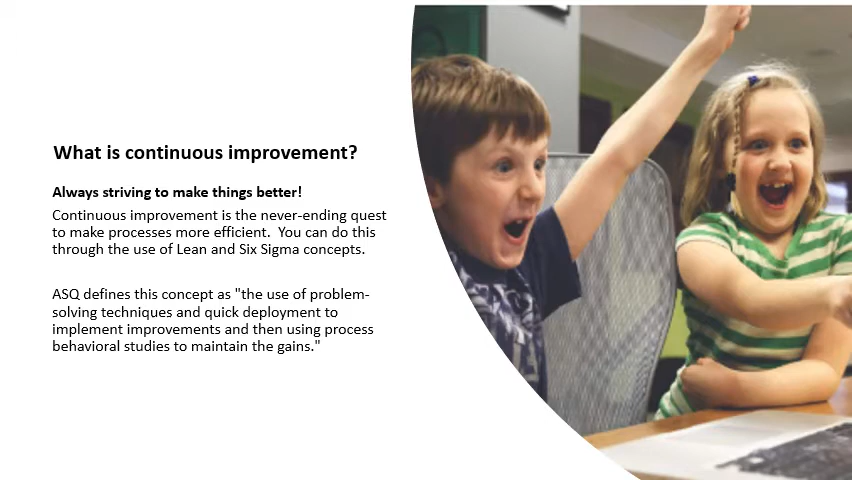 What is continuous improvement?
Always striving to make things better!
Continuous improvement is the never-ending quest
to make processes more efficient.  You can do this
through the use of Lean and Six Sigma concepts.
ASQ defines this concept as "the use of problem-
solving techniques and quick deployment to
implement improvements and then using process
behavioral studies to maintain the gains."